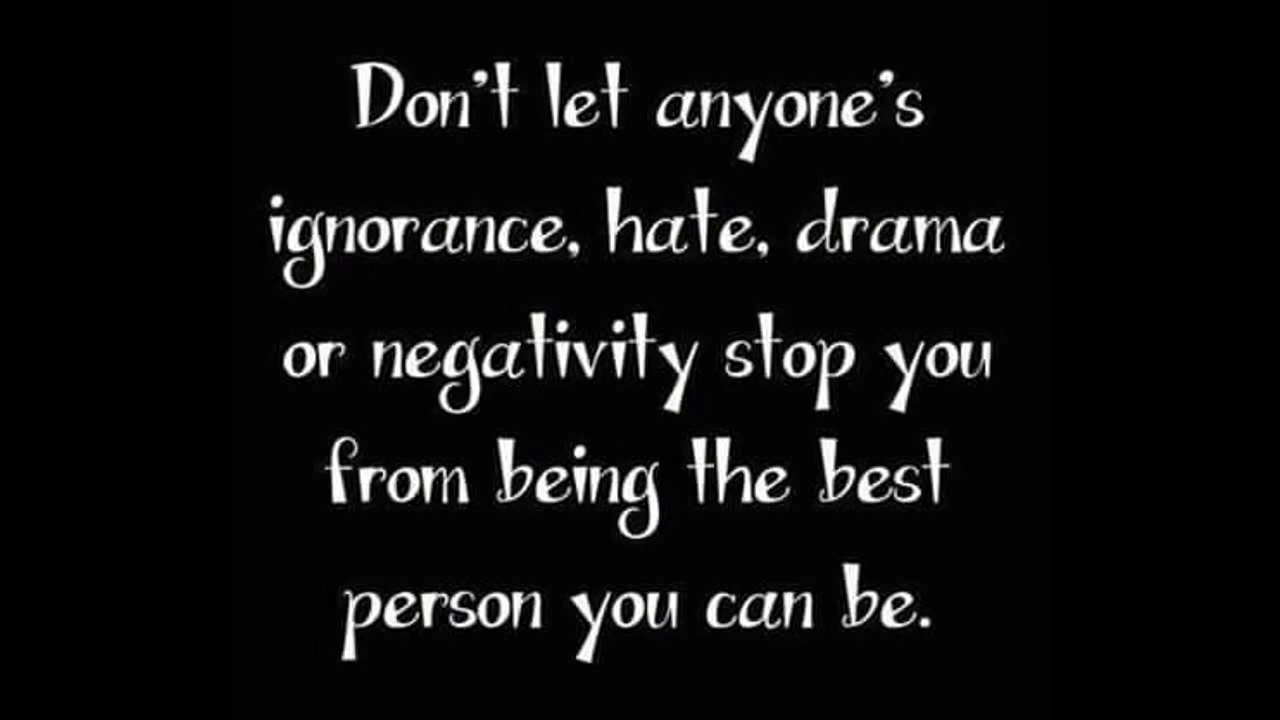 Don't let anyone's
ignorance, hate, drama
or negativity stop you
from being the best
person you can be.